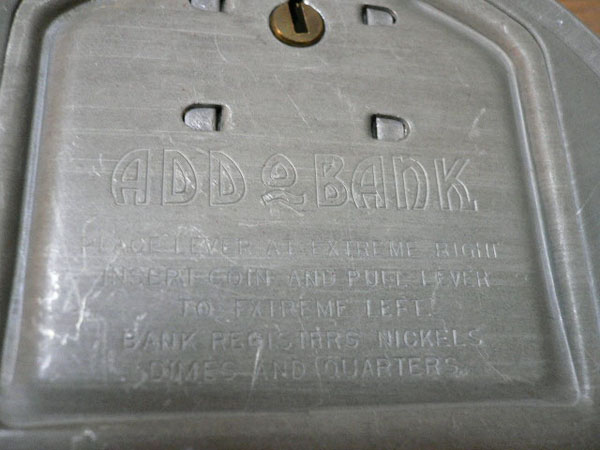 ADD O BANK
PLACE LEVER AT EXTREME RIGHT
INSERT COIN AND PULL LEVER
TO EXTREME LEFT.
BANK REGISTERS NICKELS
DIMES AND QUARTERS